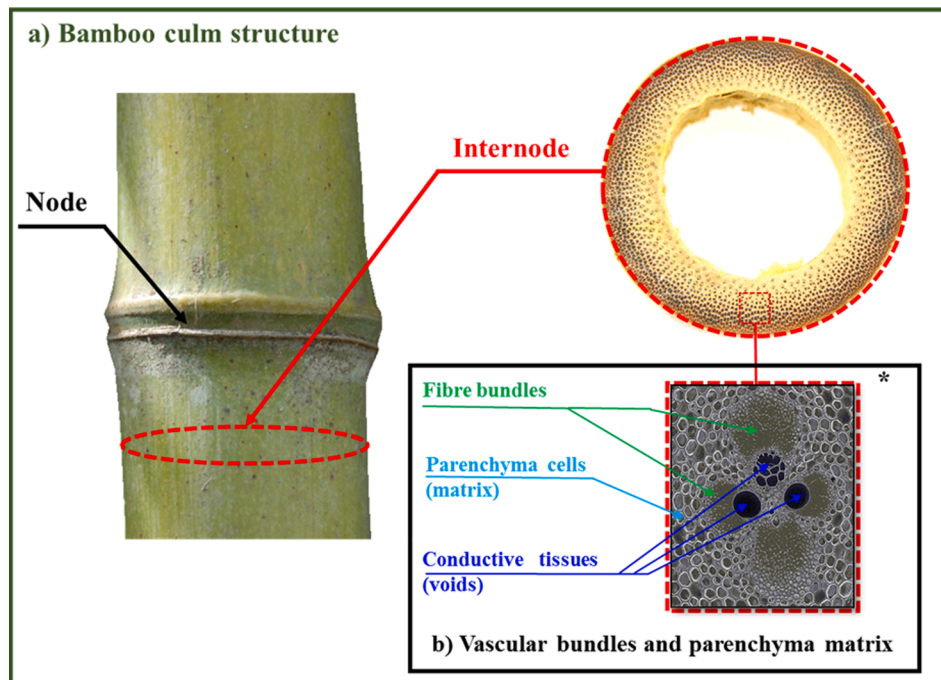 a) Bamboo culm structure
Internode
Node
*
Fibre bundles
Parenchyma cells
(matrix)
Conductive tissues
(voids)
b) Vascular bundles and parenchyma matrix